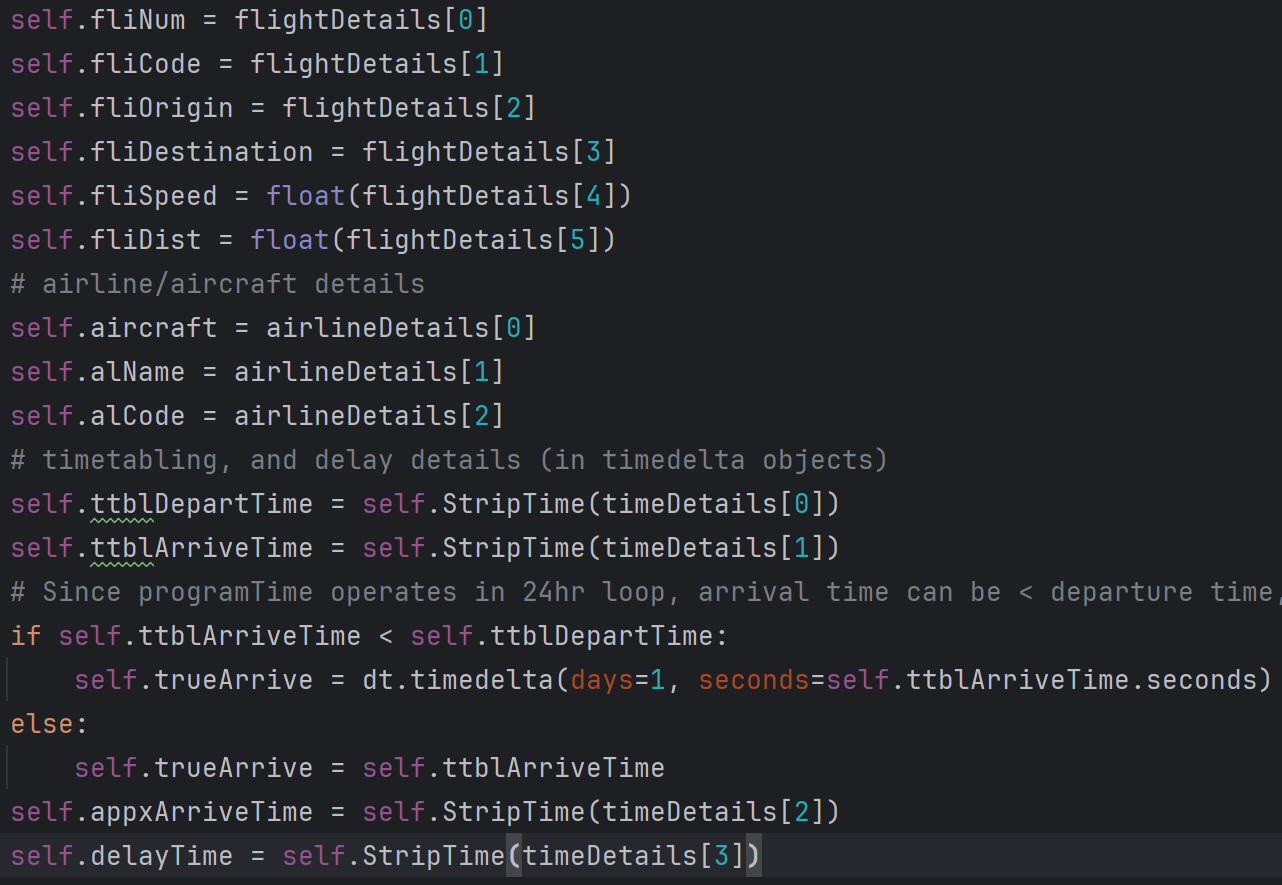 self.fliNum = flightDetails[0]
self.fliCode = flightDetails[1]
self.fliOrigin = flightDetails[2]
self.fliDestination = flightDetails[3]
self.fliSpeed = float(flightDetails[4])
self.fliDist = float(flightDetails[5])
# airline/aircraft details
self.aircraft = airlineDetails[0]
self.alName = airlineDetails[1]
self.alCode = airlineDetails[2]
# timetabling, and delay details (in timedelta objects)
self.ttblDepartTime = self.StripTime(timeDetails[0])
self.ttblArriveTime = self.StripTime(timeDetails[1])
# Since programTime operates in 24hr loop, arrival time can be < departure time,
if self.ttblArriveTime < self.ttblDepartTime:
    self.trueArrive = dt.timedelta(days=1, seconds=self.ttblArriveTime.seconds)
else:
    self.trueArrive = self.ttblArriveTime
self.appxArriveTime = self.StripTime(timeDetails[2])
self.delayTime = self.StripTime(timeDetails[3])